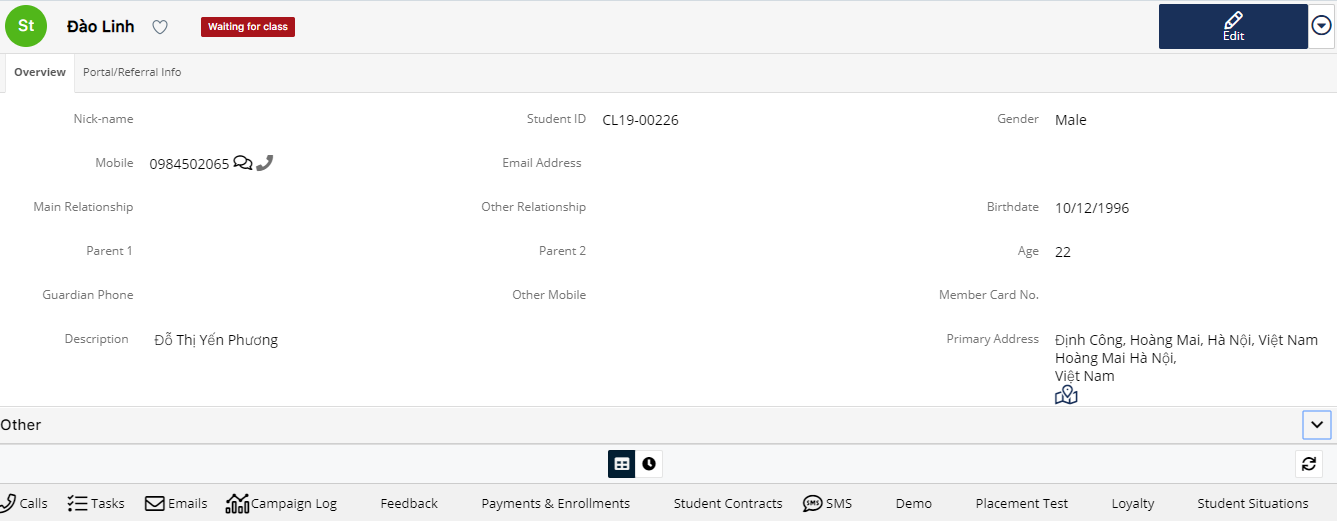 St Đào Linh Waiting for class Edit
Overview Portal/Referral Info
Nick-name Student ID CL19-00226 Gender Male
Mobile 0984502065 Email Address
Main Relationship Other Relationship Birthdate 10/12/1996
Parent 1 Parent 2 Age 22
Guardian Phone Other Mobile Member Card No.
Description Đỗ Thị Yến Phương Primary Address Định Công, Hoàng Mai, Hà Nội, Việt Nam
Hoàng Mai Hà Nội,
Việt Nam
Other
Calls Tasks Emails Campaign Log Feedback Payments & Enrollments Student Contracts SMS SMS Demo Placement Test Loyalty Student Situations